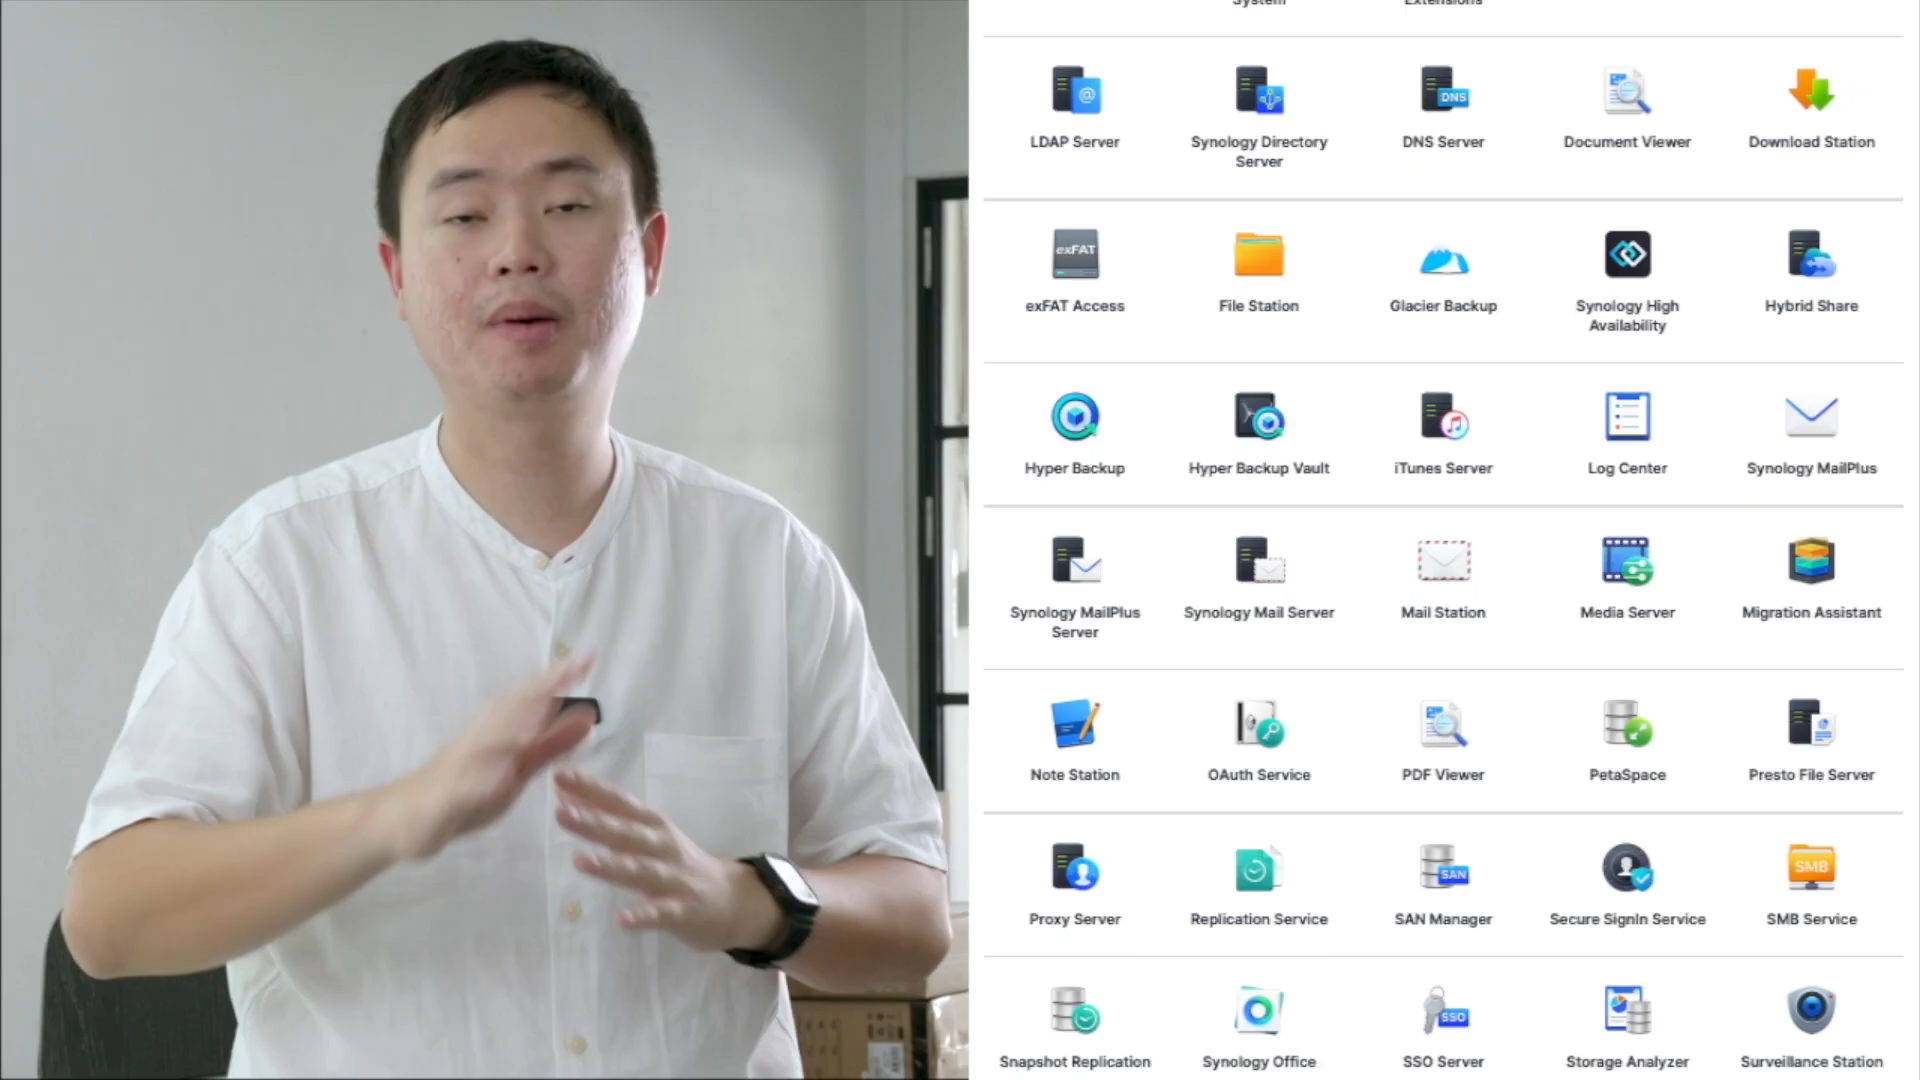 System
Extensions
DNS
LDAP Server
Synology Directory
Server
DNS Server
Document Viewer
Download Station
exFAT
exFAT Access
File Station
Glacier Backup
Synology High
Availability
Hybrid Share
Hyper Backup
Hyper Backup Vault
iTunes Server
Log Center
Synology MailPlus
Synology MailPlus
Server
Synology Mail Server
Mail Station
Media Server
Migration Assistant
Note Station
OAuth Service
PDF Viewer
PetaSpace
Presto File Server
SAN
SMB
Proxy Server
Replication Service
SAN Manager
Secure SignIn Service
SMB Service
SSO
Snapshot Replication
Synology Office
SSO Server
Storage Analyzer
Surveillance Station